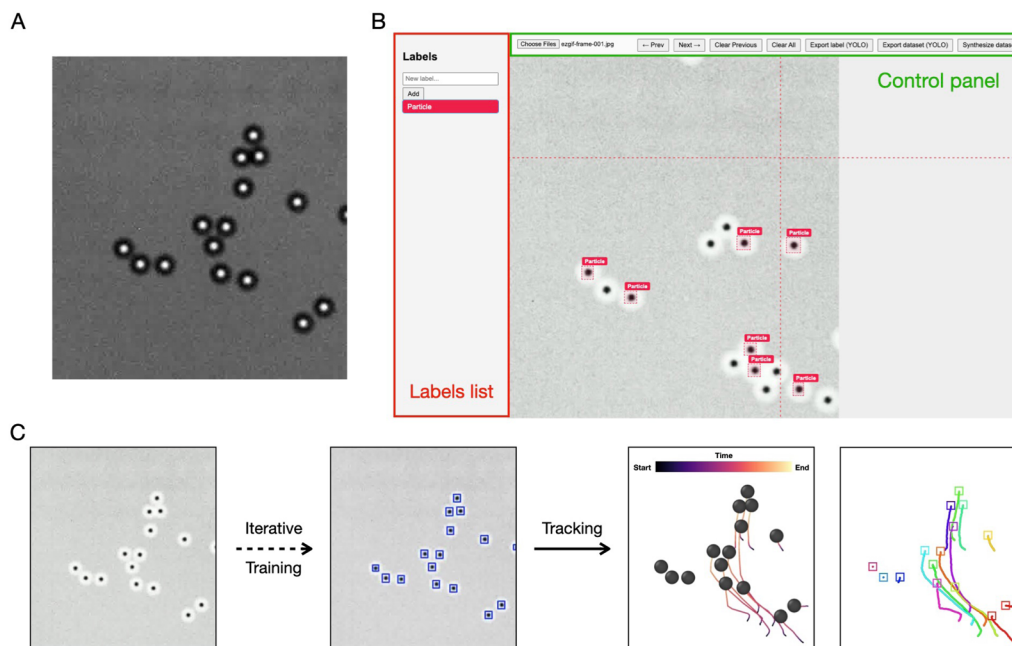 A
B
Labels
New label...
Add
Particle
Labels list
Choose Files ezgif-frame-001.jpg
← Prev
Next →
Clear Previous
Clear All
Export label (YOLO)
Export dataset (YOLO)
Synthesize datas
Control panel
Particle
Particle
Particle
Particle
Particle
Particle
Particle
C
Iterative
Training
Tracking
Time
Start
End